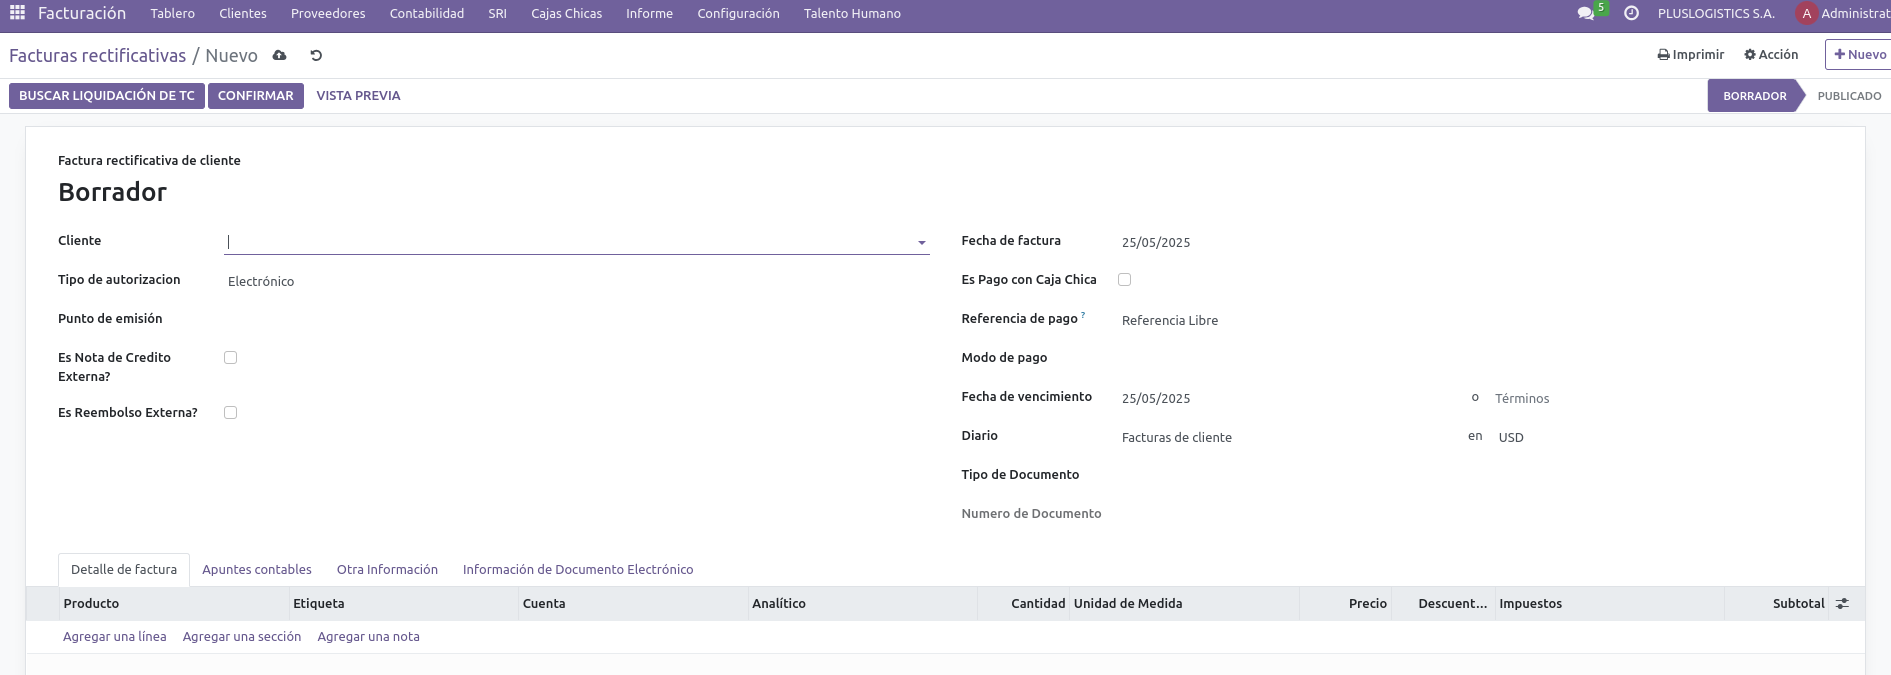 Facturación Tablero Clientes Proveedores Contabilidad SRI Cajas Chicas Informe Configuración Talento Humano 5 PLUSLOGISTICS S.A. A Administrat
Facturas rectificativas / Nuevo Imprimir Acción + Nuevo
BUSCAR LIQUIDACIÓN DE TC CONFIRMAR VISTA PREVIA BORRADOR PUBLICADO
Factura rectificativa de cliente
Borrador
Cliente
Tipo de autorizacion Electrónico
Punto de emisión
Es Nota de Credito
Externa?
Es Reembolso Externa?
Fecha de factura 25/05/2025
Es Pago con Caja Chica
Referencia de pago ? Referencia Libre
Modo de pago
Fecha de vencimiento 25/05/2025 o Términos
Diario Facturas de cliente en USD
Tipo de Documento
Numero de Documento
Detalle de factura Apuntes contables Otra Información Información de Documento Electrónico
Producto Etiqueta Cuenta Analítico Cantidad Unidad de Medida Precio Descuent... Impuestos Subtotal
Agregar una línea Agregar una sección Agregar una nota